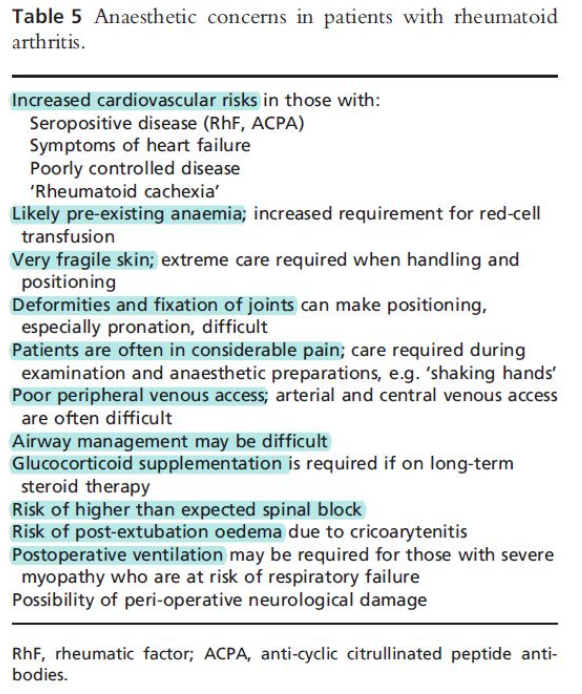 Table 5 Anaesthetic concerns in patients with rheumatoid
arthritis.
Increased cardiovascular risks in those with:
Seropositive disease (RhF, ACPA)
Symptoms of heart failure
Poorly controlled disease
‘Rheumatoid cachexia’
Likely pre-existing anaemia; increased requirement for red-cell
transfusion
Very fragile skin; extreme care required when handling and
positioning
Deformities and fixation of joints can make positioning,
especially pronation, difficult
Patients are often in considerable pain; care required during
examination and anaesthetic preparations, e.g. ‘shaking hands’
Poor peripheral venous access; arterial and central venous access
are often difficult
Airway management may be difficult
Glucocorticoid supplementation is required if on long-term
steroid therapy
Risk of higher than expected spinal block
Risk of post-extubation oedema due to cricoarytenitis
Postoperative ventilation may be required for those with severe
myopathy who are at risk of respiratory failure
Possibility of peri-operative neurological damage
RhF, rheumatic factor; ACPA, anti-cyclic citrullinated peptide anti-
bodies.